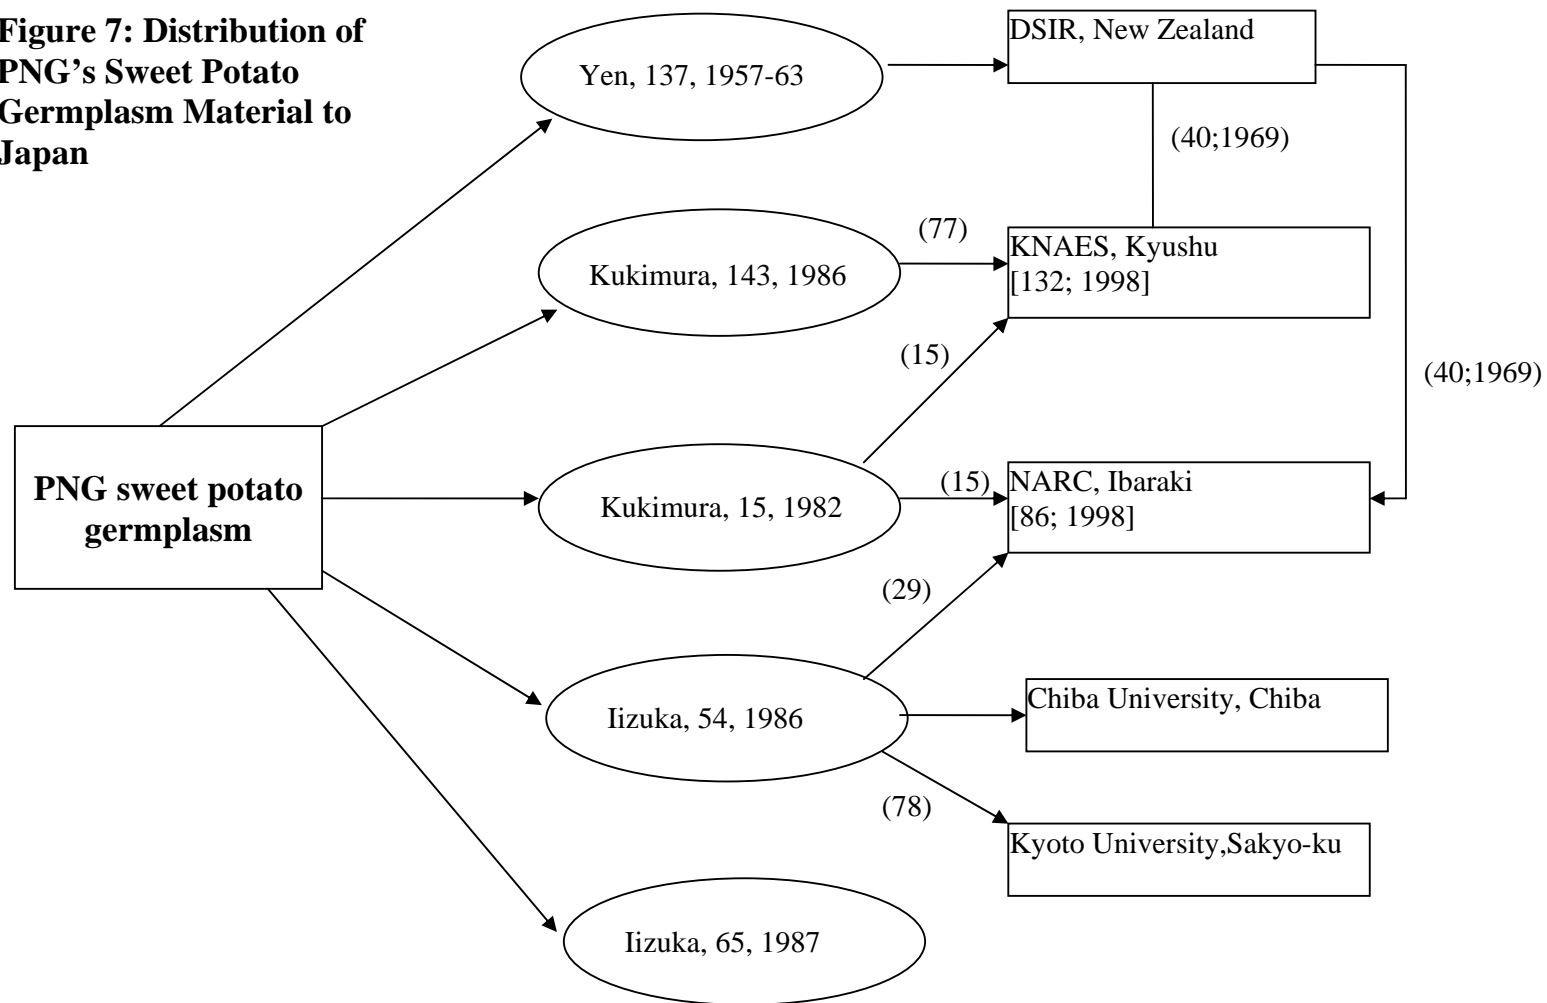 Figure 7: Distribution of
PNG's Sweet Potato
Germplasm Material to
Japan
Yen, 137, 1957-63
DSIR, New Zealand
(40;1969)
(77)
Kukimura, 143, 1986
KNAES, Kyushu
[132; 1998]
(15)
(40;1969)
PNG sweet potato
germplasm
Kukimura, 15, 1982
(15)
NARC, Ibaraki
[86; 1998]
(29)
Iizuka, 54, 1986
Chiba University, Chiba
(78)
Kyoto University,Sakyo-ku
Iizuka, 65, 1987